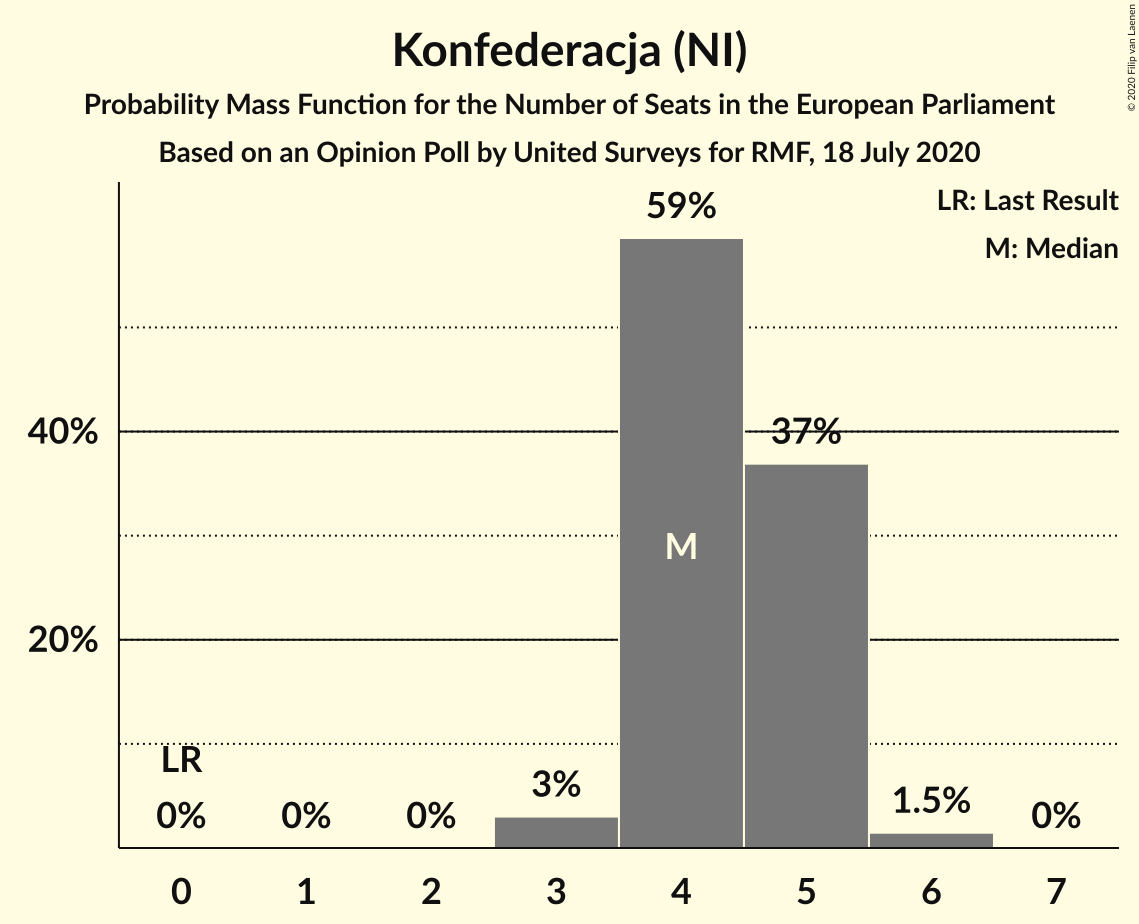 Konfederacja (NI)
Probability Mass Function for the Number of Seats in the European Parliament
Based on an Opinion Poll by United Surveys for RMF, 18 July 2020
© 2020 Filip van Laenen
LR: Last Result
M: Median
59%
40%
37%
M
20%
LR
0%
0%
0%
3%
1.5%
0%
0
1
2
3
4
5
6
7